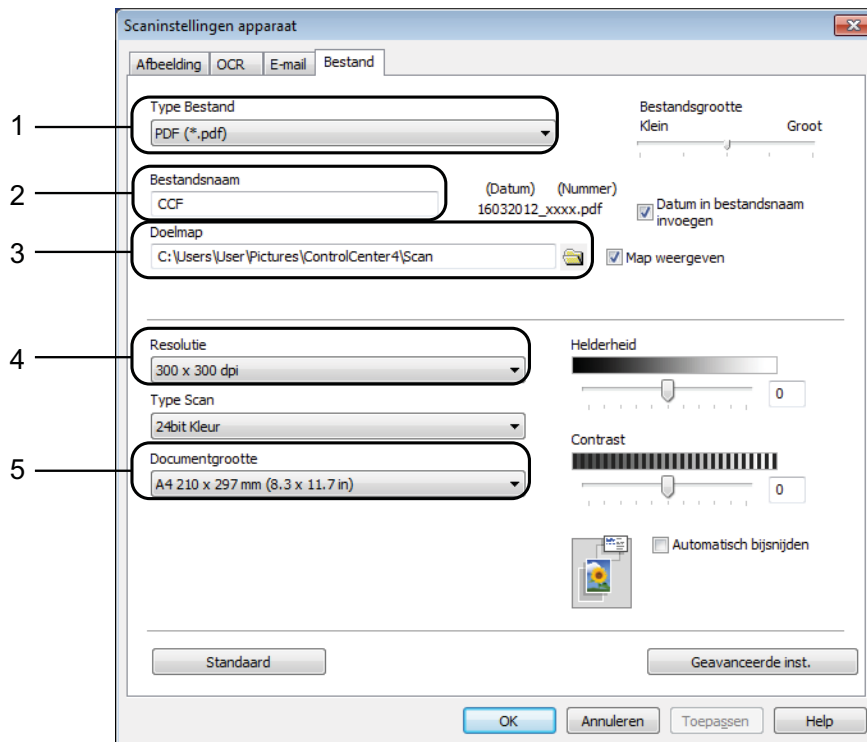 Scaninstellingen apparaat
Afbeelding OCR E-mail Bestand
1
Type Bestand
PDF (*.pdf)
Bestandsgrootte
Klein Groot
2
Bestandsnaam
CCF
(Datum) (Nummer)
16032012_xxxx.pdf
Datum in bestandsnaam
invoegen
3
Doelmap
C:\Users\User\Pictures\ControlCenter4\Scan
Map weergeven
4
Resolutie
300 x 300 dpi
Type Scan
24bit Kleur
5
Documentgrootte
A4 210 x 297 mm (8.3 x 11.7 in)
Helderheid
0
Contrast
0
Automatisch bijsnijden
Standaard
Geavanceerde inst.
OK Annuleren Toepassen Help